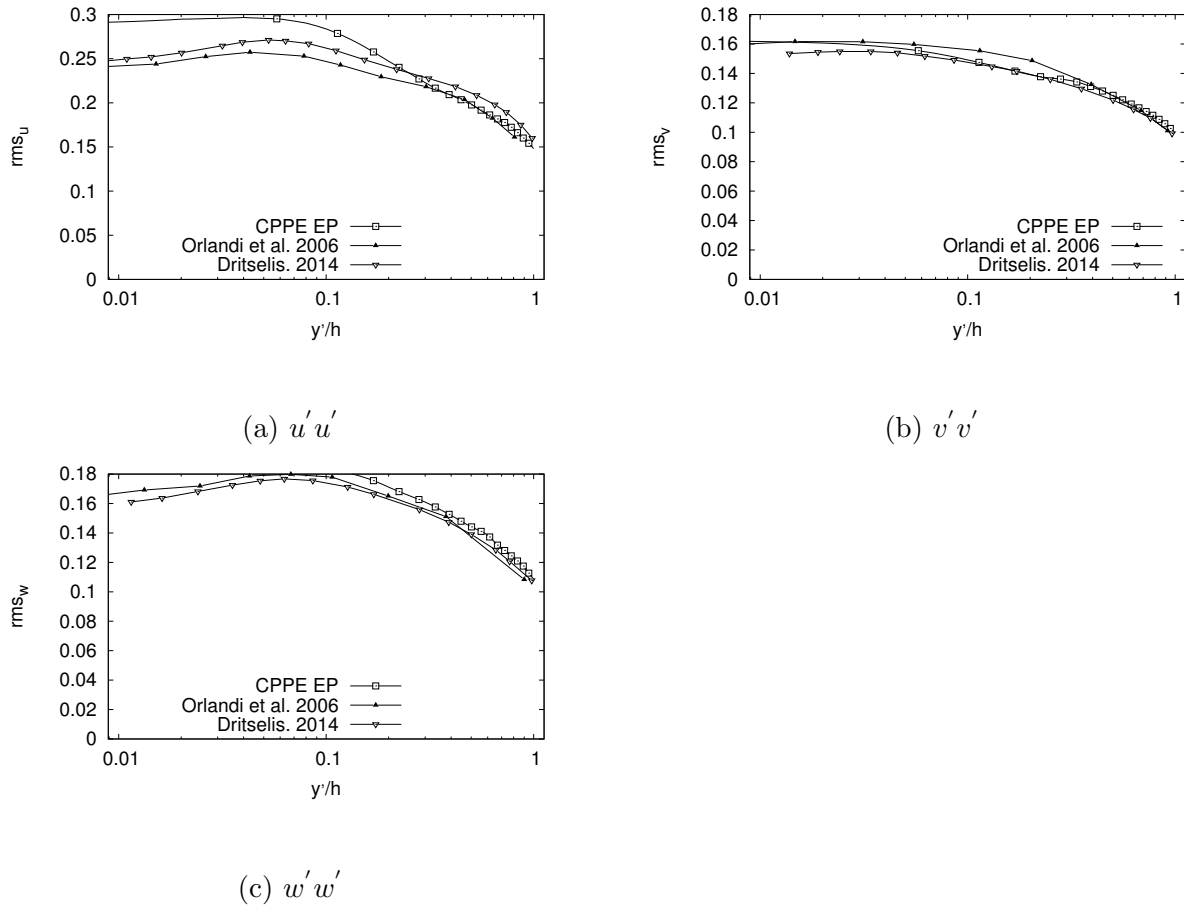 0.3
0.25
0.2
0.15
0.1
0.05
0
rms_u
CPPE EP
Orlandi et al. 2006
Dritselis. 2014
0.01 0.1 1
y'/h
(a) u′u′
0.18
0.16
0.14
0.12
0.1
0.08
0.06
0.04
0.02
0
rms_v
CPPE EP
Orlandi et al. 2006
Dritselis. 2014
0.01 0.1 1
y'/h
(b) v′v′
0.18
0.16
0.14
0.12
0.1
0.08
0.06
0.04
0.02
0
rms_w
CPPE EP
Orlandi et al. 2006
Dritselis. 2014
0.01 0.1 1
y'/h
(c) w′w′